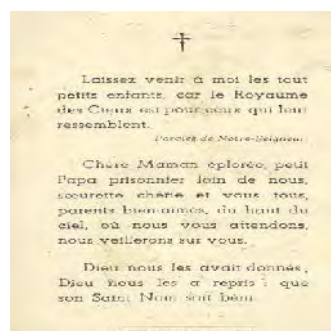 Laissez venir à moi les tout
petits enfants, car le Royaume
des Cieux est pour ceux qui leur
ressemblent.
Paroles de Notre-Seigneur.
Chère Maman éplorée, petit
Papa prisonnier loin de nous,
sœurette chérie et vous tous,
parents bien-aimés, du haut du
ciel, où nous vous attendons,
nous veillerons sur vous.
Dieu nous les avait donnés,
Dieu nous les a repris : que
son Saint Nom soit béni.